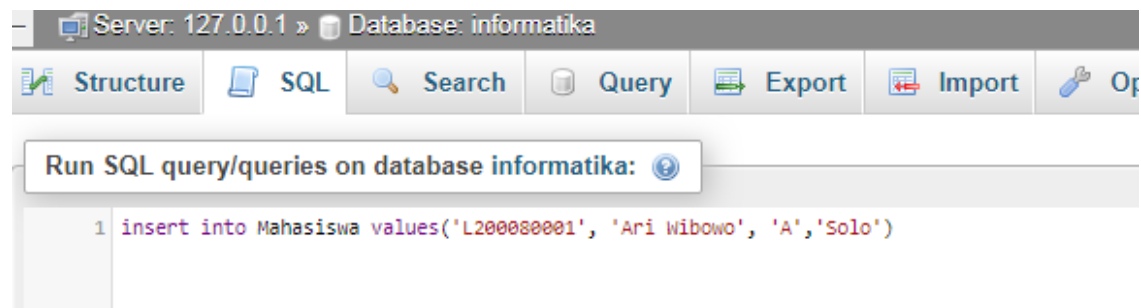 Server: 127.0.0.1 » Database: informatika
Structure SQL Search Query Export Import Op
Run SQL query/queries on database informatika:
1 insert into Mahasiswa values('L200080001', 'Ari Wibowo', 'A','Solo')